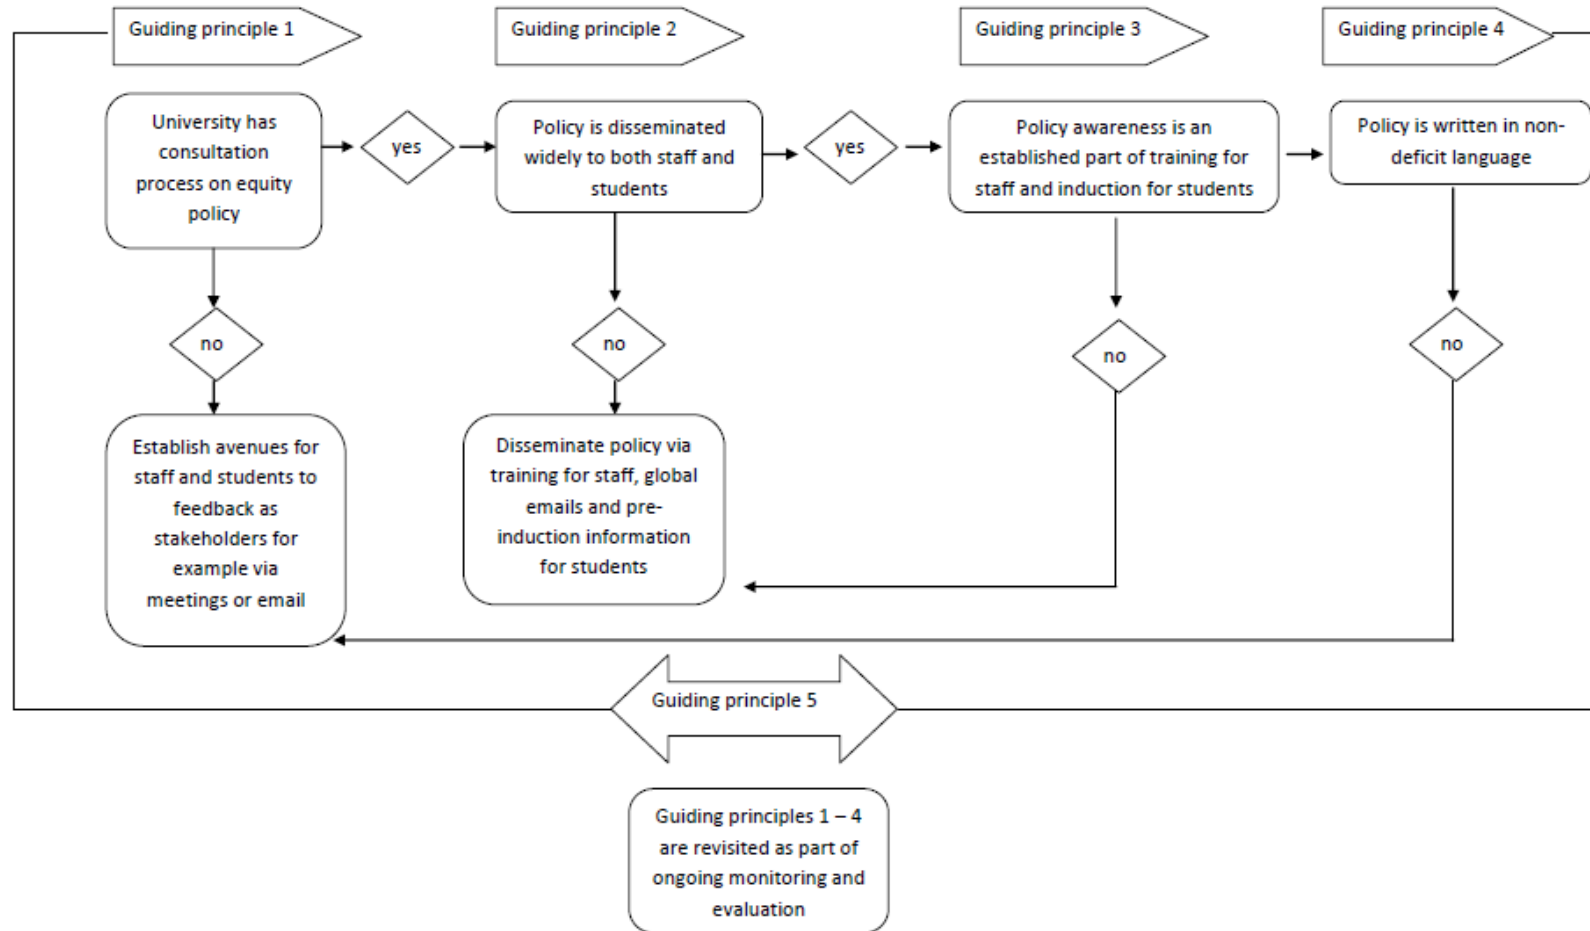 Guiding principle 1
Guiding principle 2
Guiding principle 3
Guiding principle 4
University has
consultation
process on equity
policy
yes
Policy is disseminated
widely to both staff and
students
yes
Policy awareness is an
established part of training for
staff and induction for students
Policy is written in non-
deficit language
no
no
no
no
Establish avenues for
staff and students to
feedback as
stakeholders for
example via
meetings or email
Disseminate policy via
training for staff, global
emails and pre-
induction information
for students
Guiding principle 5
Guiding principles 1 – 4
are revisited as part of
ongoing monitoring and
evaluation